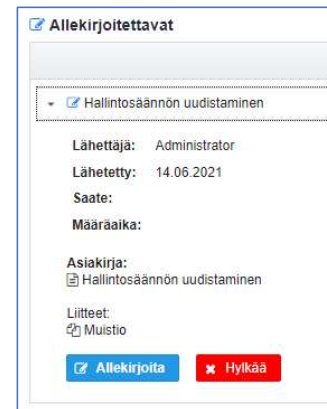 Allekirjoitettavat
Hallintosäännön uudistaminen
Lähettäjä: Administrator
Lähetetty: 14.06.2021
Saate:
Määräaika:
Asiakirja:
Hallintosäännön uudistaminen
Liitteet:
Muistio
Allekirjoita Hylkää